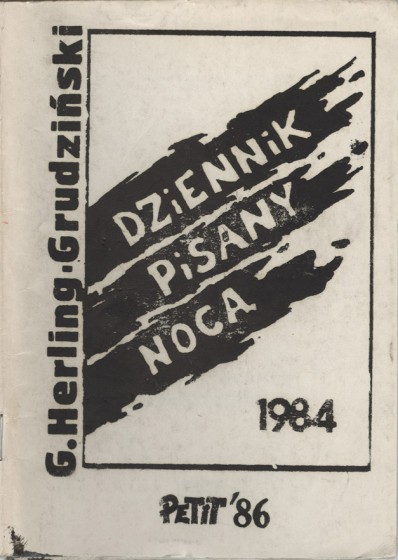 G. Herling-Grudziński
DZiENNiK
PiSANY
NOCĄ
1984
PETiT '86